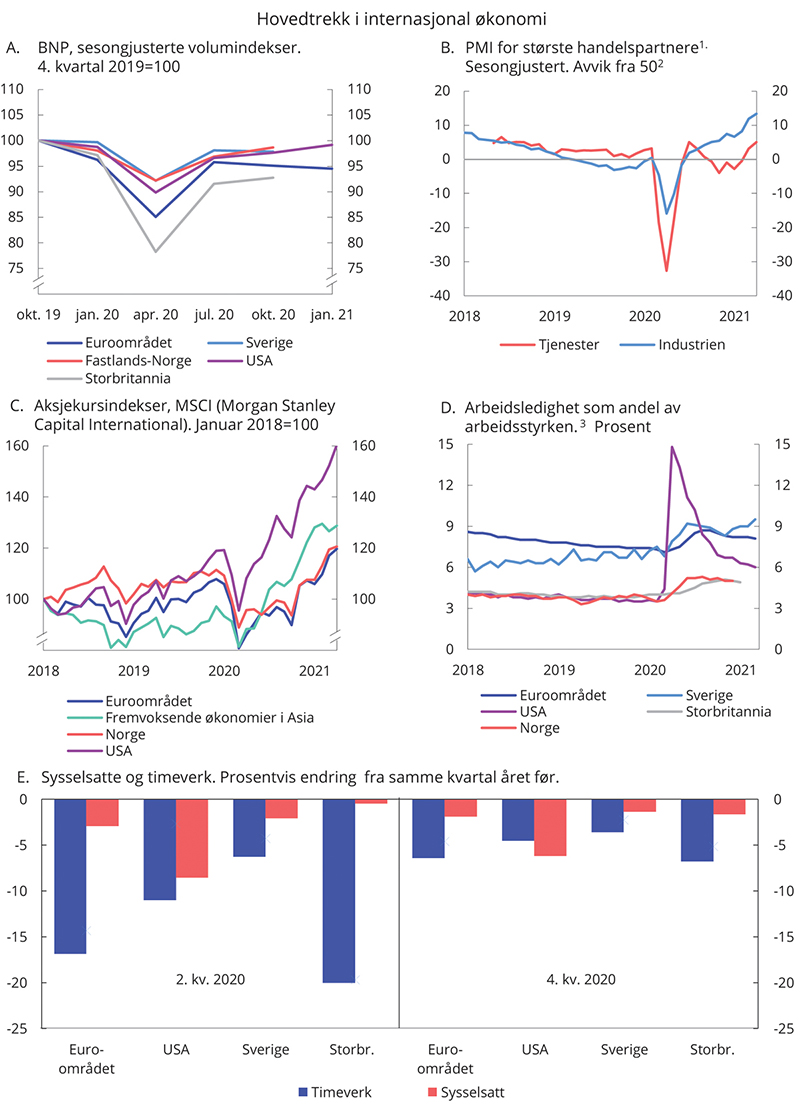 Hovedtrekk i internasjonal økonomi
A. BNP, sesongjusterte volumindekser.
4. kvartal 2019=100
110 110
105 105
100 100
95 95
90 90
85 85
80 80
75 75
okt. 19 jan. 20 apr. 20 jul. 20 okt. 20 jan. 21
Euroområdet Sverige
Fastlands-Norge USA
Storbritannia
B. PMI for største handelspartnere¹·
Sesongjustert. Avvik fra 50²
20 20
10 10
0 0
-10 -10
-20 -20
-30 -30
-40 -40
2018 2019 2020 2021
Tjenester Industrien
C. Aksjekursindekser, MSCI (Morgan Stanley
Capital International). Januar 2018=100
160 160
140 140
120 120
100 100
2018 2019 2020 2021
Euroområdet
Fremvoksende økonomier i Asia
Norge
USA
D. Arbeidsledighet som andel av
arbeidsstyrken.³ Prosent
15 15
12 12
9 9
6 6
3 3
0 0
2018 2019 2020 2021
Euroområdet Sverige
USA Storbritannia
Norge
E. Sysselsatte og timeverk. Prosentvis endring fra samme kvartal året før.
0 0
-5 -5
-10 -10
-15 -15
-20 2. kv. 2020 4. kv. 2020 -20
-25 -25
Euro- USA Sverige Storbr. Euro- USA Sverige Storbr.
området området
Timeverk Sysselsatt